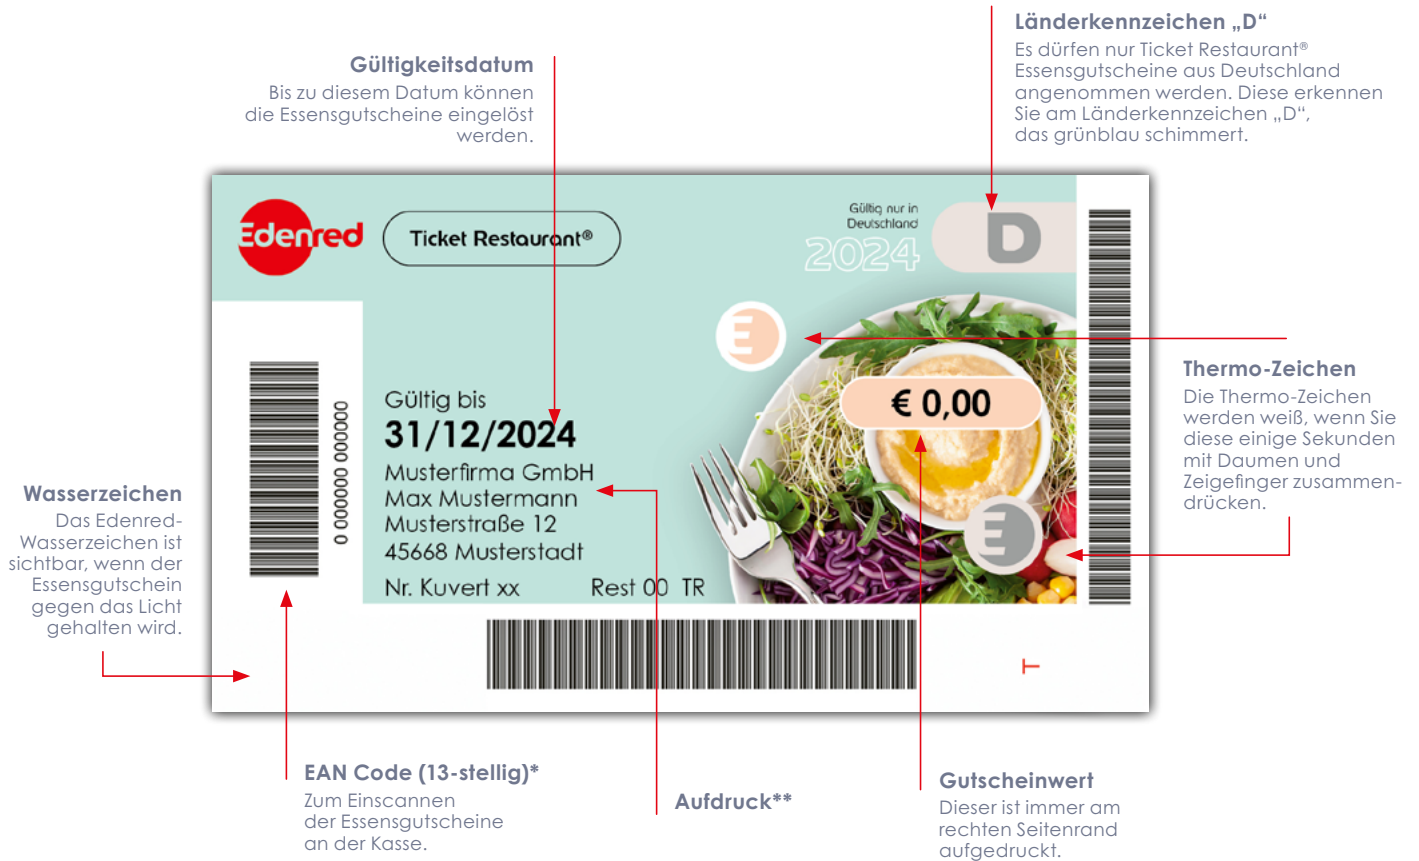 Länderkennzeichen „D“
Es dürfen nur Ticket Restaurant®
Essensgutscheine aus Deutschland
angenommen werden. Diese erkennen
Sie am Länderkennzeichen „D“,
das grünblau schimmert.
Gültigkeitsdatum
Bis zu diesem Datum können
die Essensgutscheine eingelöst
werden.
Edenred
Ticket Restaurant®
Gültig nur in
Deutschland
2024
D
E
€ 0,00
Gültig bis
31/12/2024
Musterfirma GmbH
Max Mustermann
Musterstraße 12
45668 Musterstadt
Nr. Kuvert xx Rest 00 TR
0 000000 000000
E
T
Thermo-Zeichen
Die Thermo-Zeichen
werden weiß, wenn Sie
diese einige Sekunden
mit Daumen und
Zeigefinger zusammen-
drücken.
Wasserzeichen
Das Edenred-
Wasserzeichen ist
sichtbar, wenn der
Essensgutschein
gegen das Licht
gehalten wird.
EAN Code (13-stellig)*
Zum Einscannen
der Essensgutscheine
an der Kasse.
Aufdruck**
Gutscheinwert
Dieser ist immer am
rechten Seitenrand
aufgedruckt.